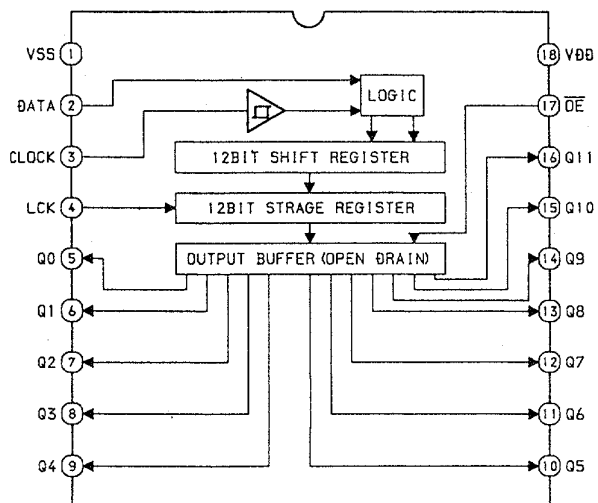 VSS 1
18 VDD
DATA 2
LOGIC
17 OE
CLOCK 3
12BIT SHIFT REGISTER
16 Q11
LCK 4
12BIT STRAGE REGISTER
15 Q10
Q0 5
OUTPUT BUFFER (OPEN DRAIN)
14 Q9
Q1 6
13 Q8
Q2 7
12 Q7
Q3 8
11 Q6
Q4 9
10 Q5